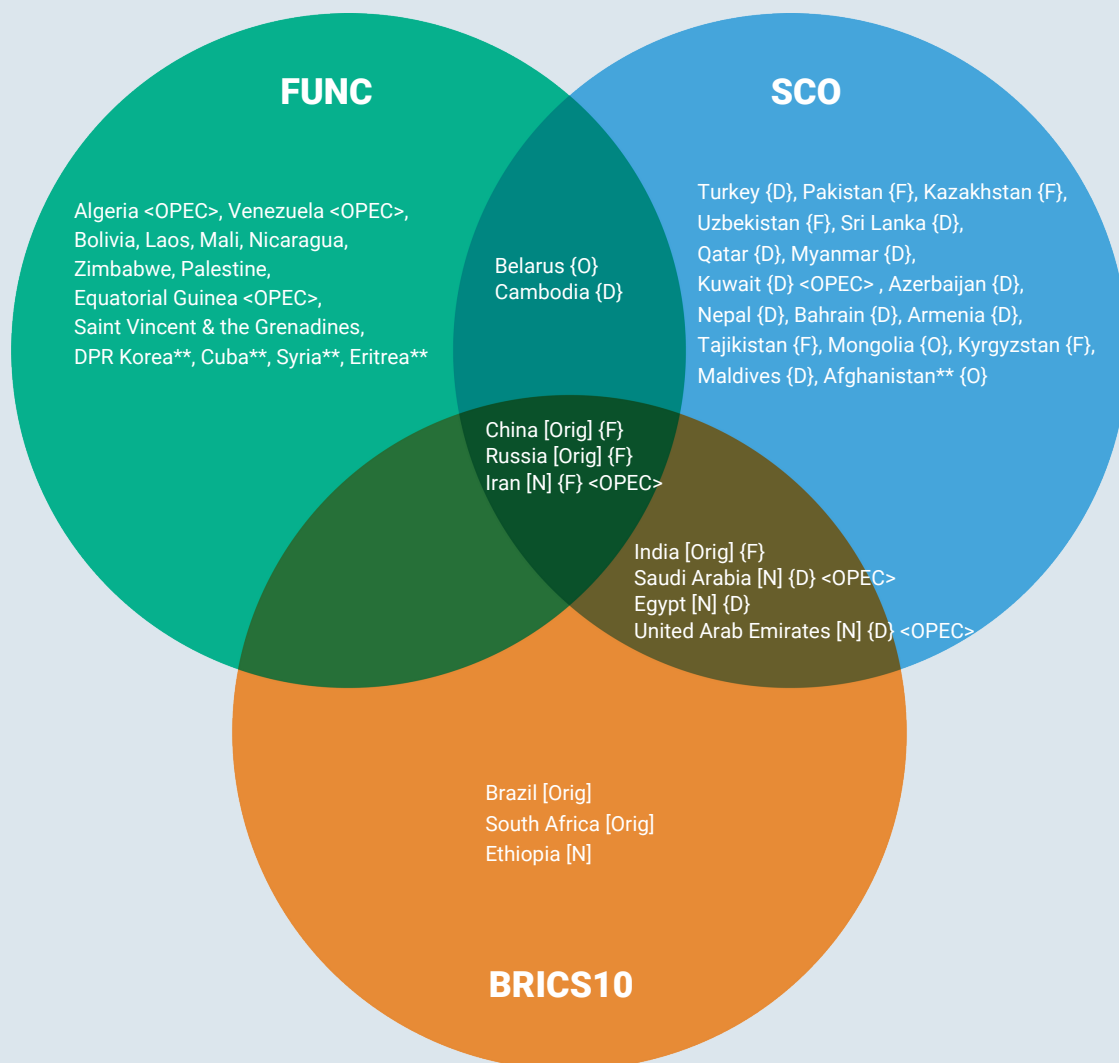 FUNC
SCO
Algeria <OPEC>, Venezuela <OPEC>,
Bolivia, Laos, Mali, Nicaragua,
Zimbabwe, Palestine,
Equatorial Guinea <OPEC>,
Saint Vincent & the Grenadines,
DPR Korea**, Cuba**, Syria**, Eritrea**
Belarus {O}
Cambodia {D}
Turkey {D}, Pakistan {F}, Kazakhstan {F},
Uzbekistan {F}, Sri Lanka {D},
Qatar {D}, Myanmar {D},
Kuwait {D} <OPEC> , Azerbaijan {D},
Nepal {D}, Bahrain {D}, Armenia {D},
Tajikistan {F}, Mongolia {O}, Kyrgyzstan {F},
Maldives {D}, Afghanistan** {O}
China [Orig] {F}
Russia [Orig] {F}
Iran [N] {F} <OPEC>
India [Orig] {F}
Saudi Arabia [N] {D} <OPEC>
Egypt [N] {D}
United Arab Emirates [N] {D} <OPEC>
Brazil [Orig]
South Africa [Orig]
Ethiopia [N]
BRICS10